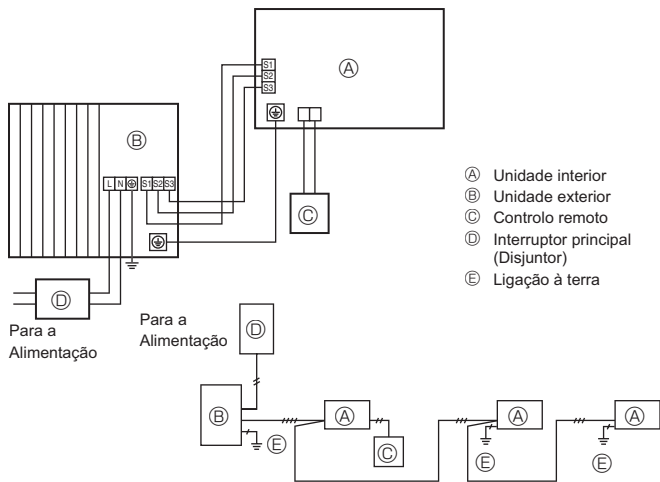 S1
S2
S3
Ⓐ
Ⓑ
L N S1 S2 S3
Ⓒ
Ⓓ
Para a
Alimentação
Ⓐ Unidade interior
Ⓑ Unidade exterior
Ⓒ Controlo remoto
Ⓓ Interruptor principal
(Disjuntor)
Ⓔ Ligação à terra
Para a
Alimentação
Ⓓ
Ⓑ
Ⓔ
Ⓐ
Ⓒ
Ⓐ
Ⓔ
Ⓐ
Ⓔ